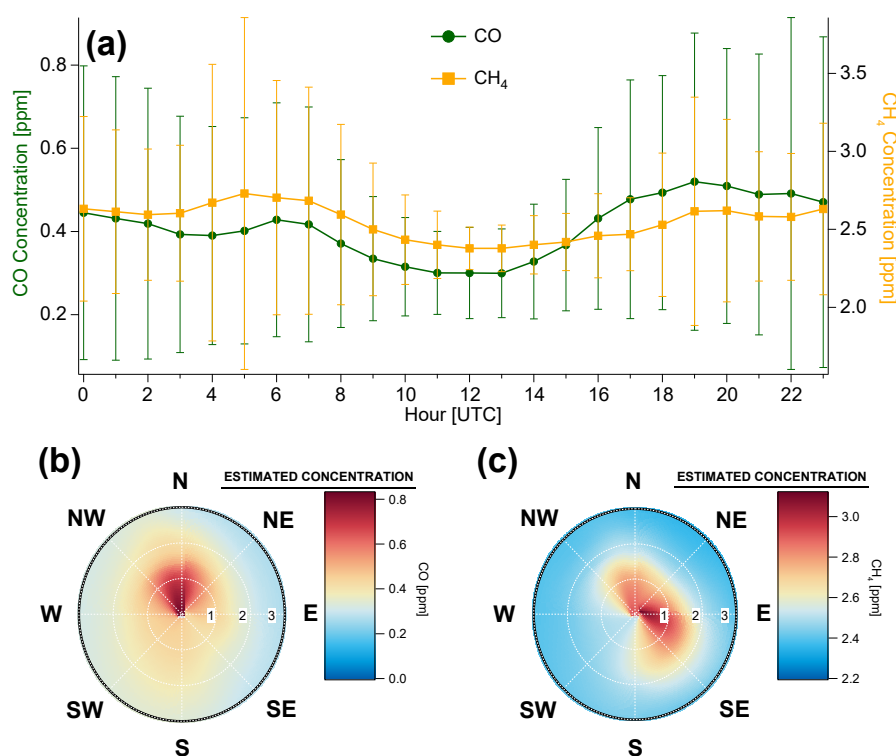 (a)
CO
CH4
CO Concentration [ppm]
0.8
0.6
0.4
0.2
CH4 Concentration [ppm]
3.5
3.0
2.5
2.0
0 2 4 6 8 10 12 14 16 18 20 22
Hour [UTC]
(b)
ESTIMATED CONCENTRATION
N
NW
NE
W
E
SW
SE
S
1 2 3
0.8
0.6
0.4
0.2
0.0
CO [ppm]
(c)
ESTIMATED CONCENTRATION
N
NW
NE
W
E
SW
SE
S
1 2 3
3.0
2.8
2.6
2.4
2.2
CH4 [ppm]